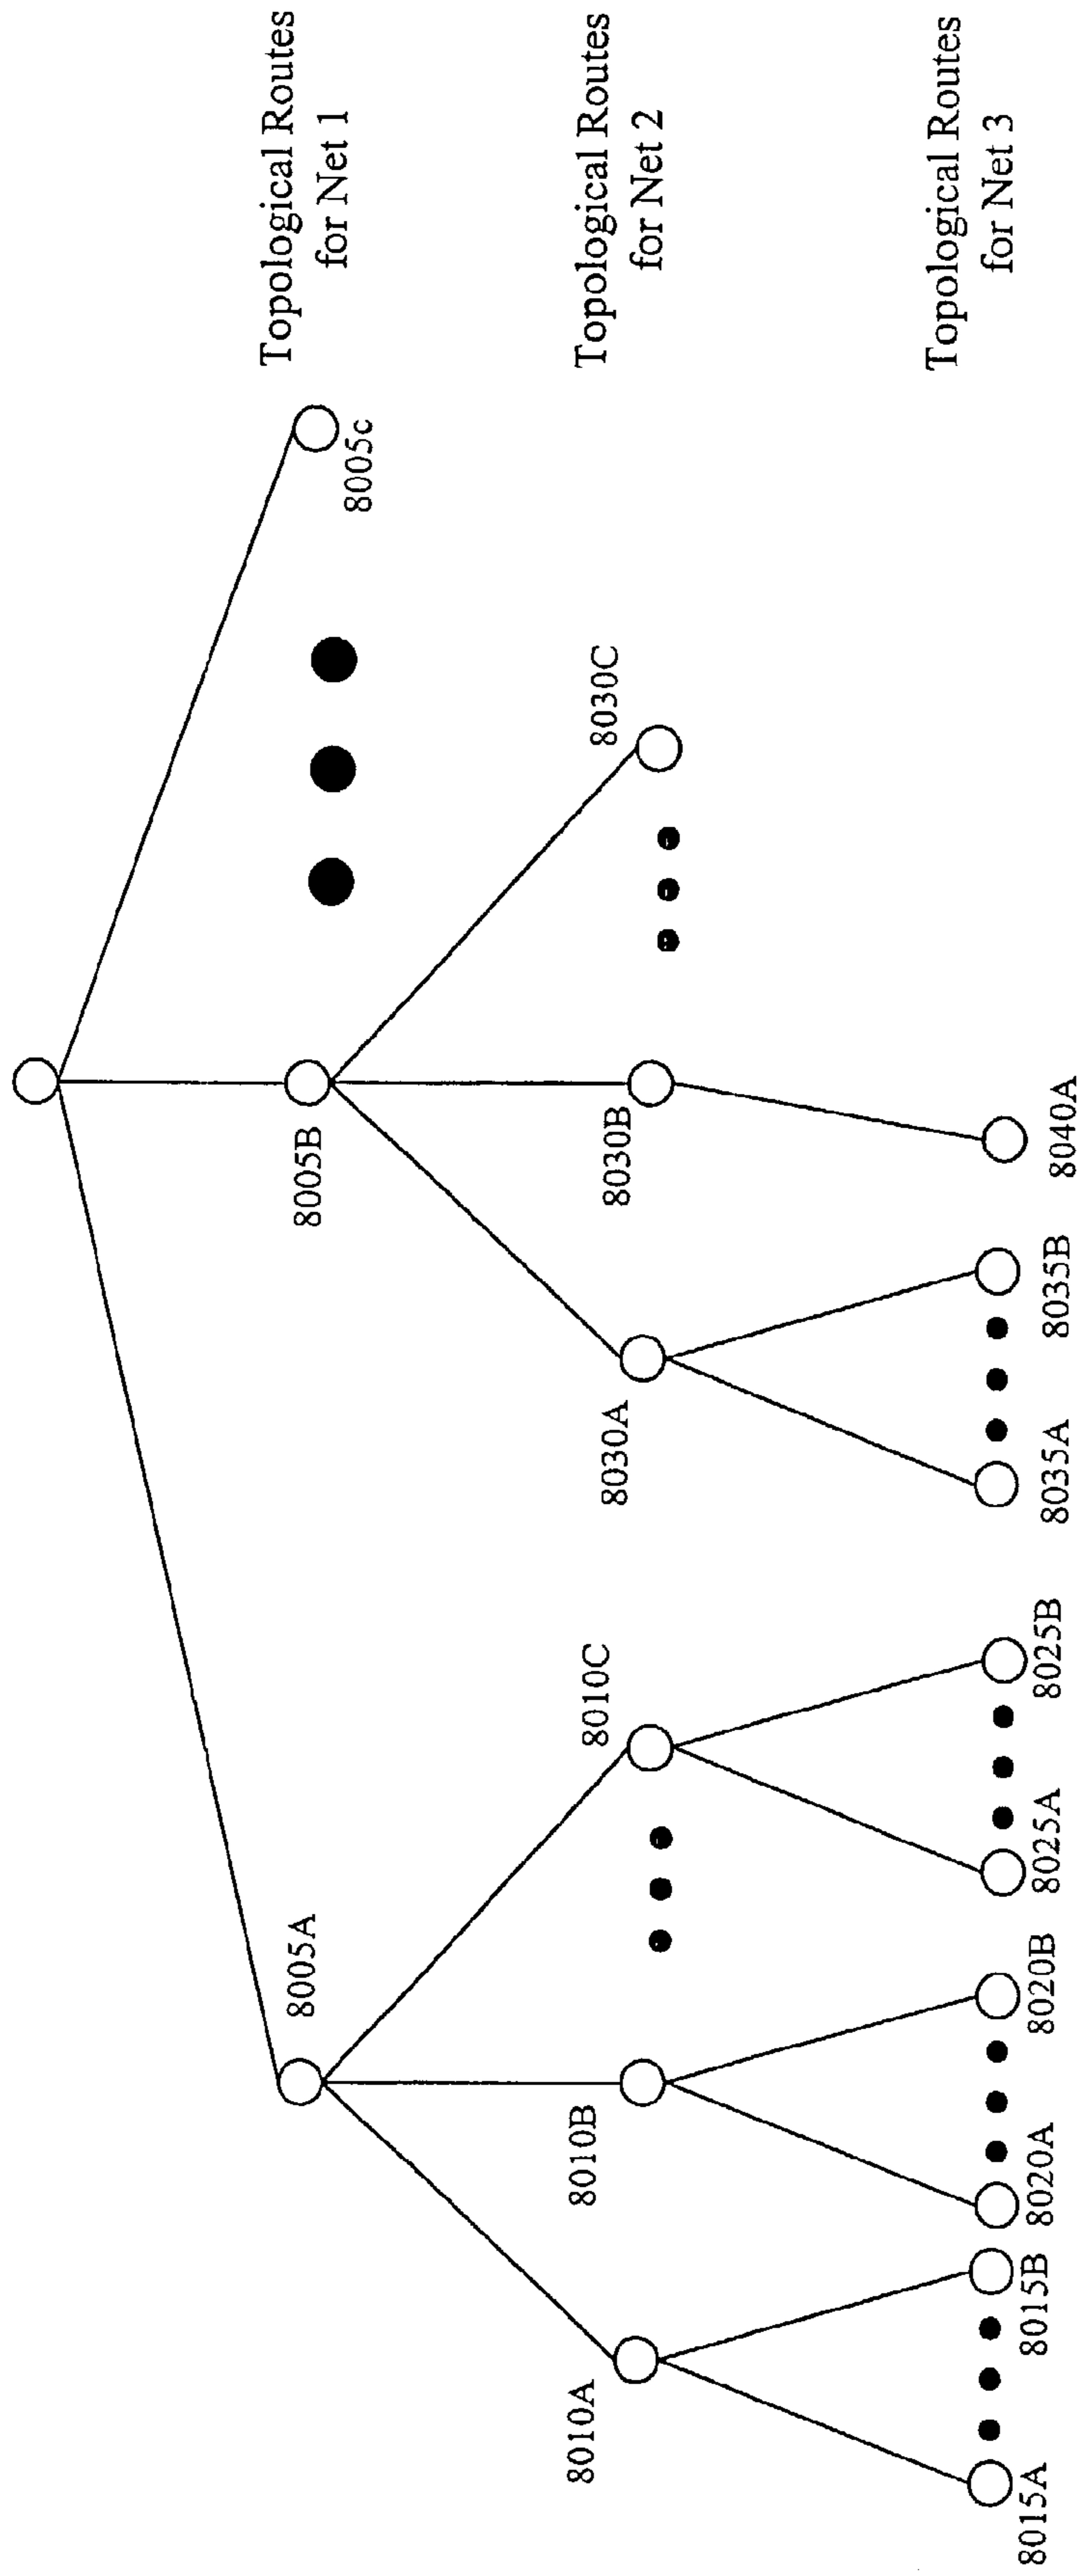 8005A
8005B
8005c
Topological Routes
for Net 1
8010A
8010B
8010C
8030A
8030B
8030C
Topological Routes
for Net 2
8015A
8015B
8020A
8020B
8025A
8025B
8035A
8035B
8040A
Topological Routes
for Net 3